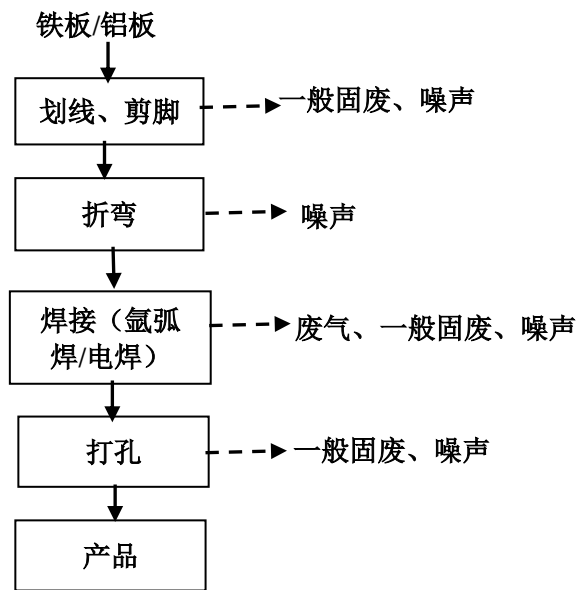 铁板/铝板
划线、剪脚
一般固废、噪声
折弯
噪声
焊接（氩弧
焊/电焊）
废气、一般固废、噪声
打孔
一般固废、噪声
产品